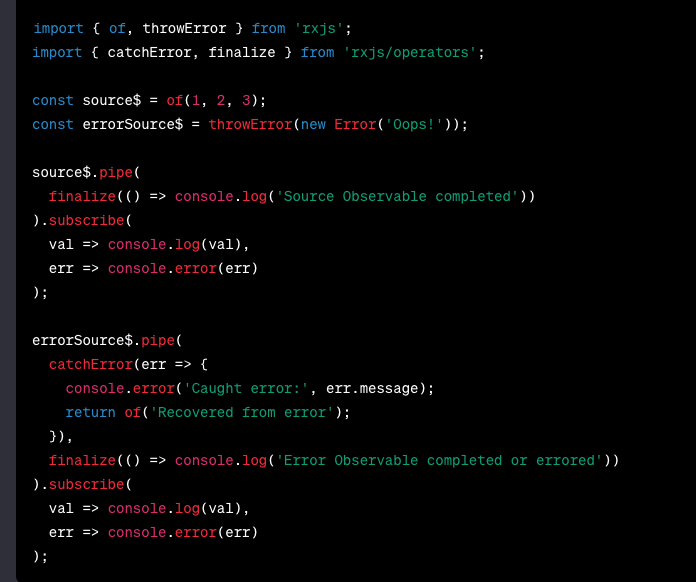 import { of, throwError } from 'rxjs';
import { catchError, finalize } from 'rxjs/operators';

const source$ = of(1, 2, 3);
const errorSource$ = throwError(new Error('Oops!'));

source$.pipe(
  finalize(() => console.log('Source Observable completed'))
).subscribe(
  val => console.log(val),
  err => console.error(err)
);

errorSource$.pipe(
  catchError(err => {
    console.error('Caught error:', err.message);
    return of('Recovered from error');
  }),
  finalize(() => console.log('Error Observable completed or errored'))
).subscribe(
  val => console.log(val),
  err => console.error(err)
);